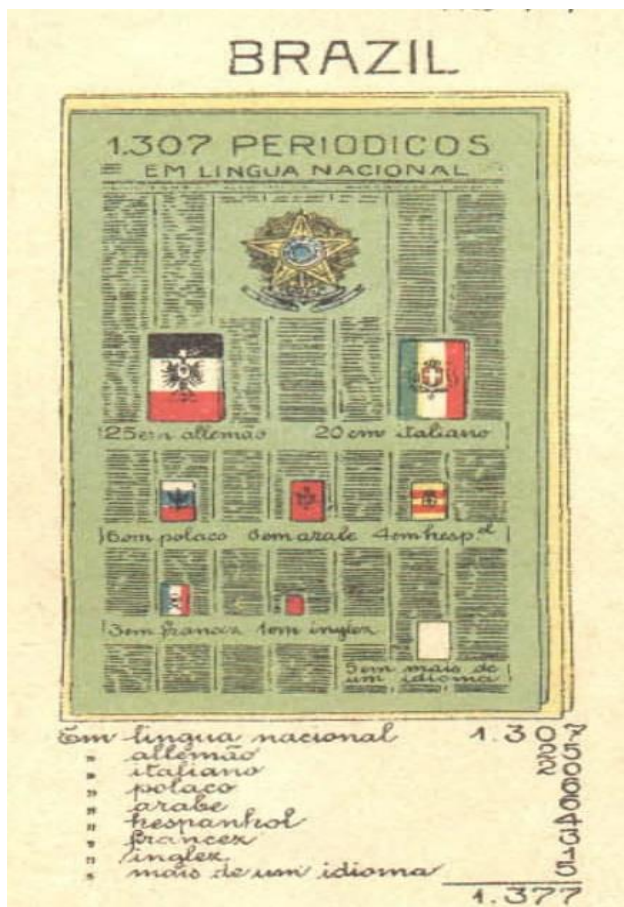 BRAZIL
1.307 PERIODICOS
EM LINGUA NACIONAL
25 em allemão 20 em italiano
6 em polaco 6 em arabe 4 em hesp.el
3 em francez 1 em inglez
5 em mais de
um idioma
Em lingua nacional 1.307
" allemão 25
" italiano 20
" polaco 6
" arabe 6
" hespanhol 4
" francez 3
" inglez 1
" mais de um idioma 5
1.377